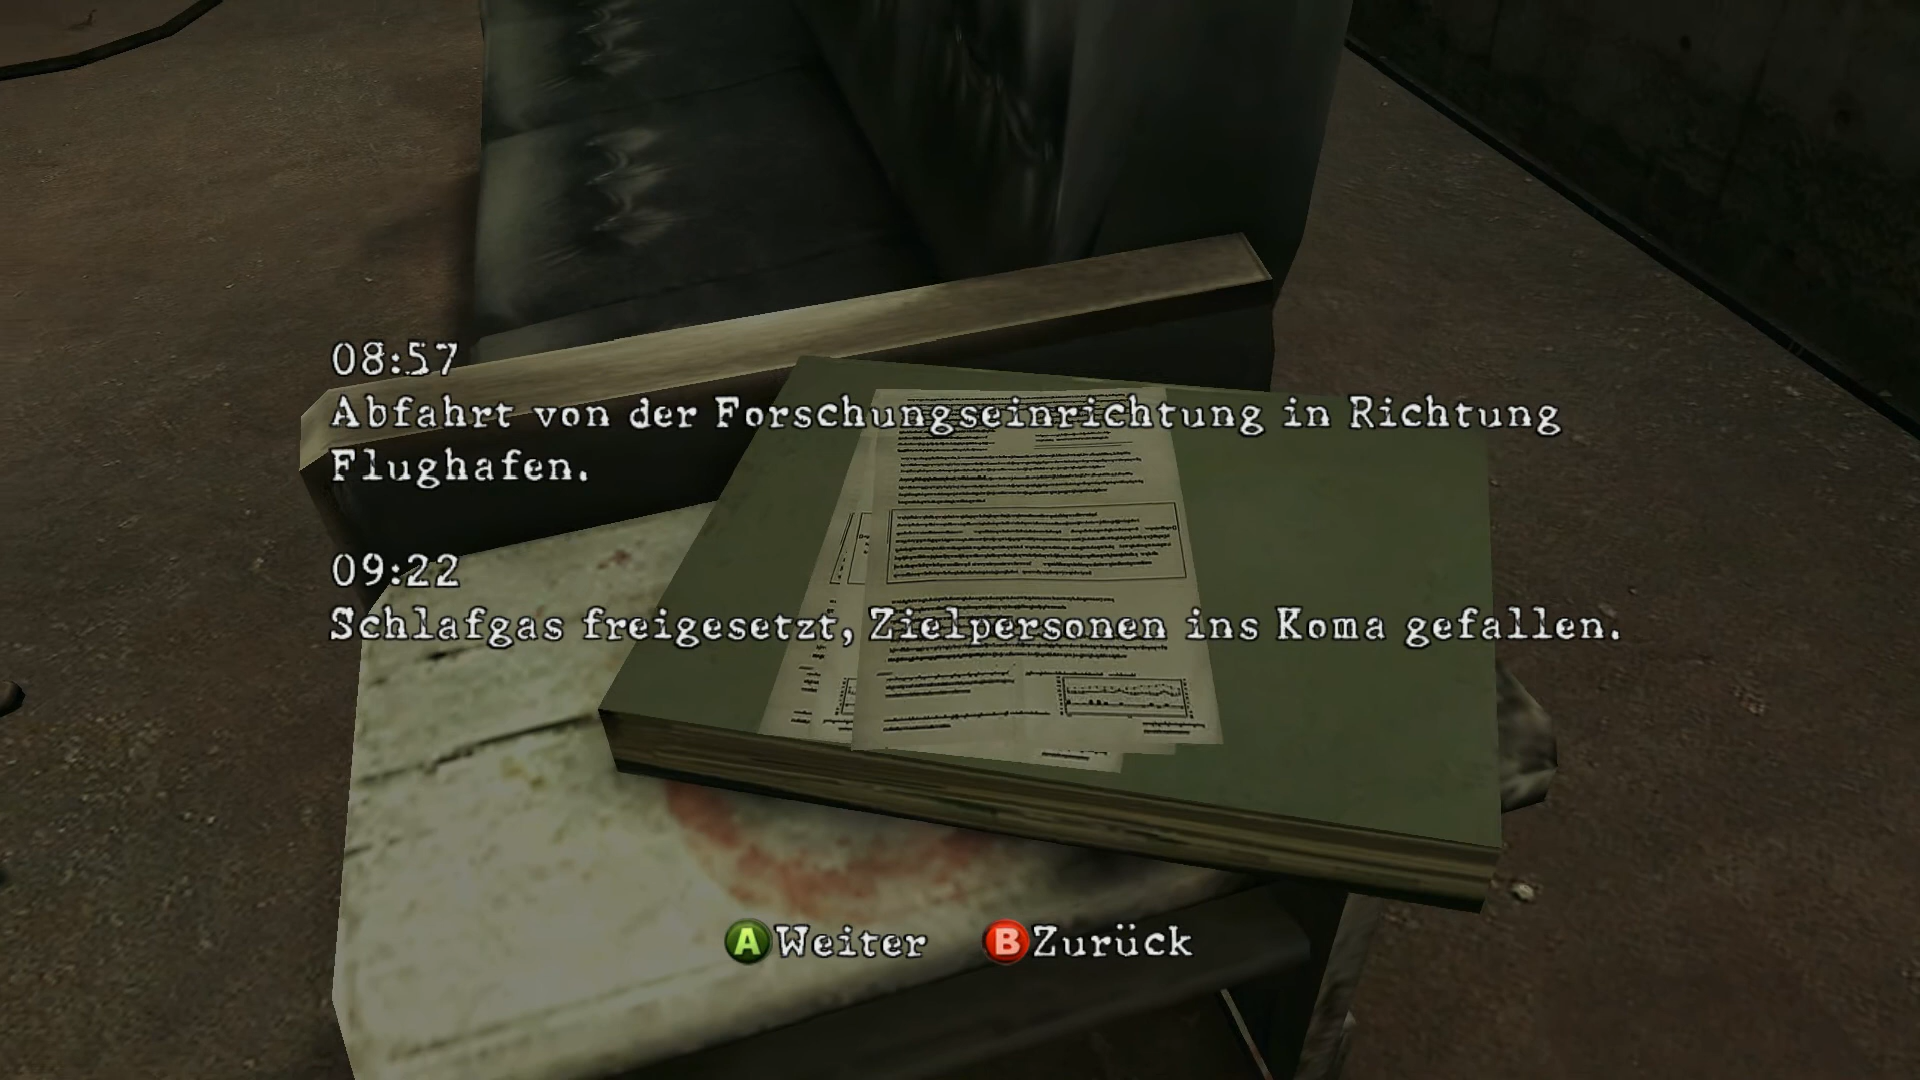 08:57
Abfahrt von der Forschungseinrichtung in Richtung
Flughafen.
09:22
Schlafgas freigesetzt, Zielpersonen ins Koma gefallen.
A Weiter B Zurück